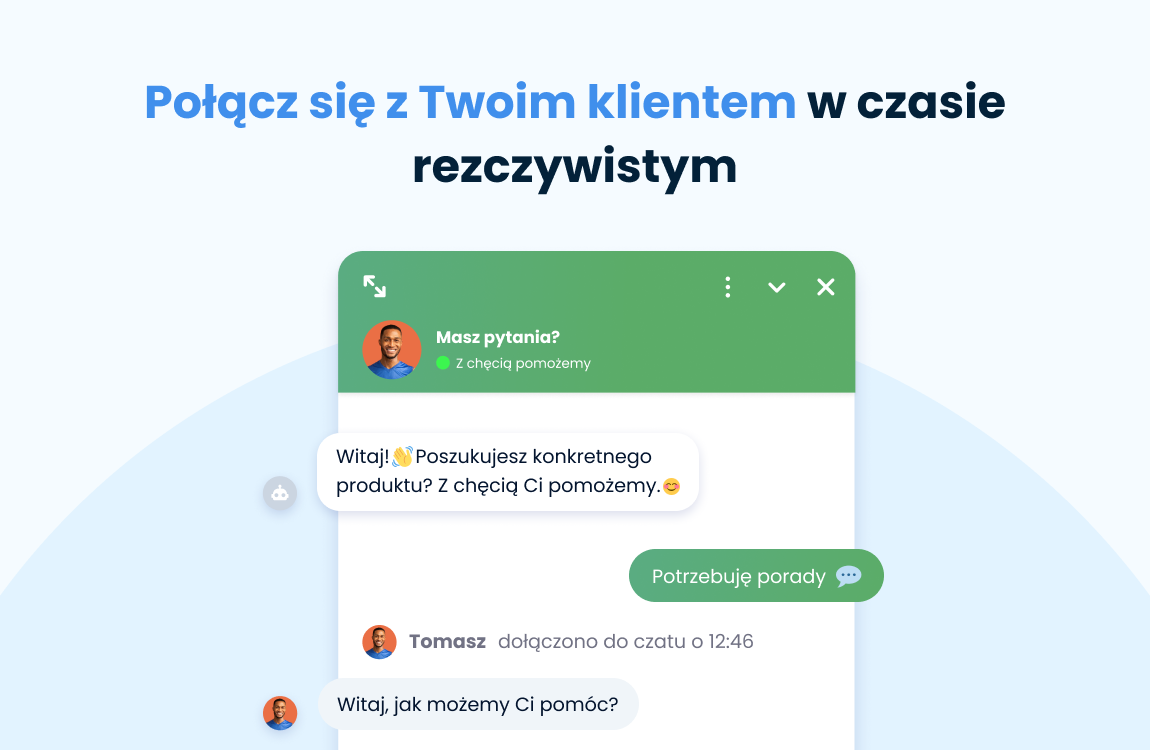 Połącz się z Twoim klientem w czasie
rezczywistym
Masz pytania?
Z chęcią pomożemy
Witaj!👋Poszukujesz konkretnego
produktu? Z chęcią Ci pomożemy.😊
Potrzebuję porady 💬
Tomasz dołączono do czatu o 12:46
Witaj, jak możemy Ci pomóc?